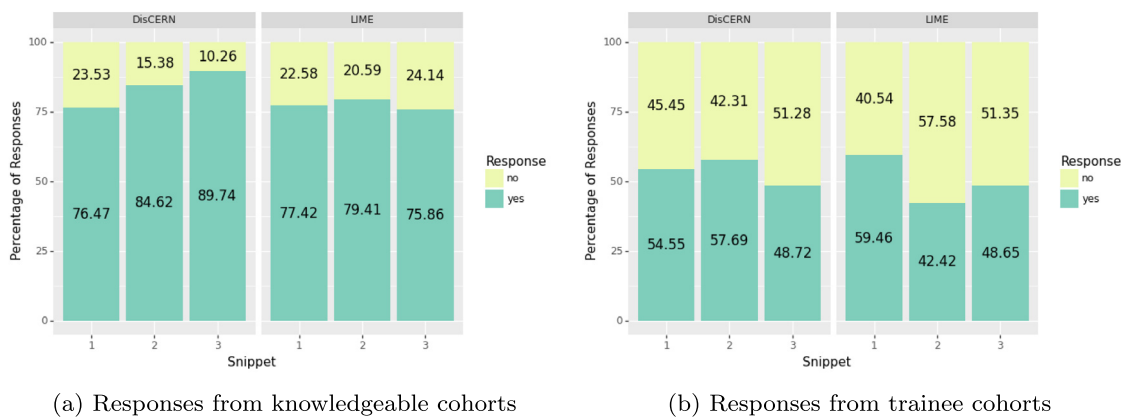 DisCERN LIME
Percentage of Responses
100
75
50
25
0
23.53 15.38 10.26 22.58 20.59 24.14
76.47 84.62 89.74 77.42 79.41 75.86
1 2 3 1 2 3
Snippet
Response
no
yes
(a) Responses from knowledgeable cohorts
DisCERN LIME
Percentage of Responses
100
75
50
25
0
45.45 42.31 51.28 40.54 57.58 51.35
54.55 57.69 48.72 59.46 42.42 48.65
1 2 3 1 2 3
Snippet
Response
no
yes
(b) Responses from trainee cohorts